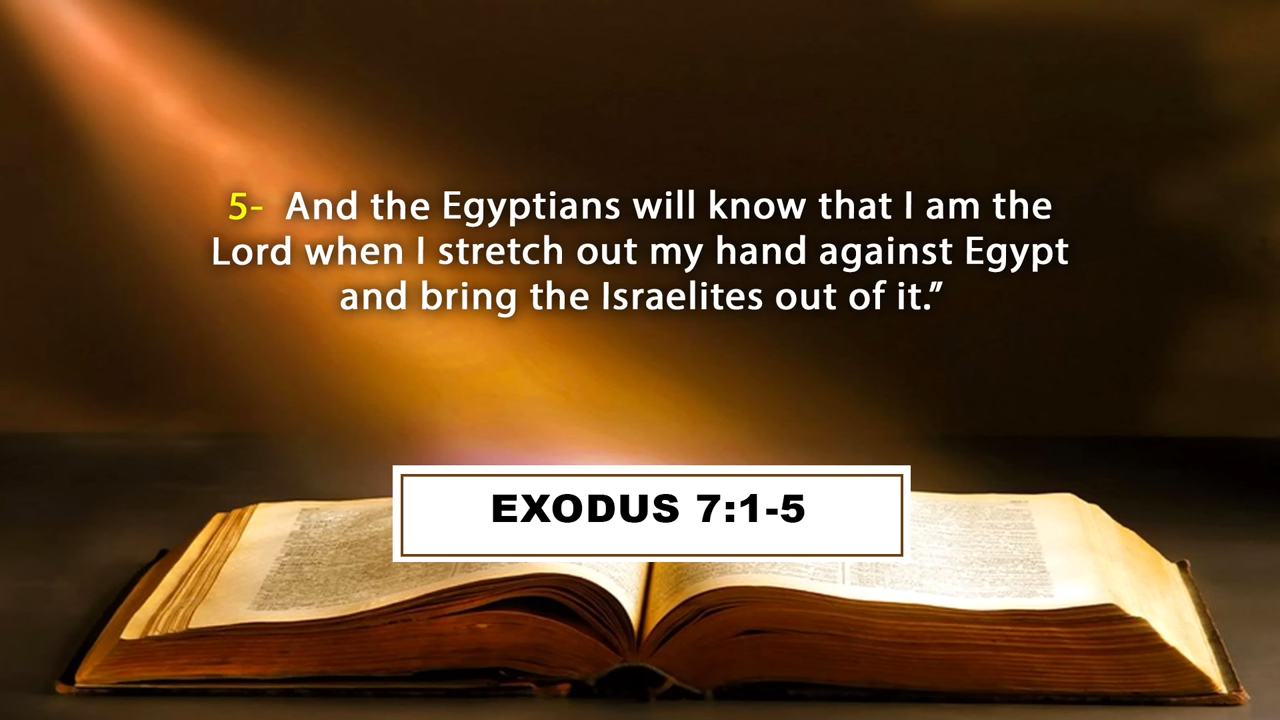 5- And the Egyptians will know that I am the
Lord when I stretch out my hand against Egypt
and bring the Israelites out of it.”
EXODUS 7:1-5